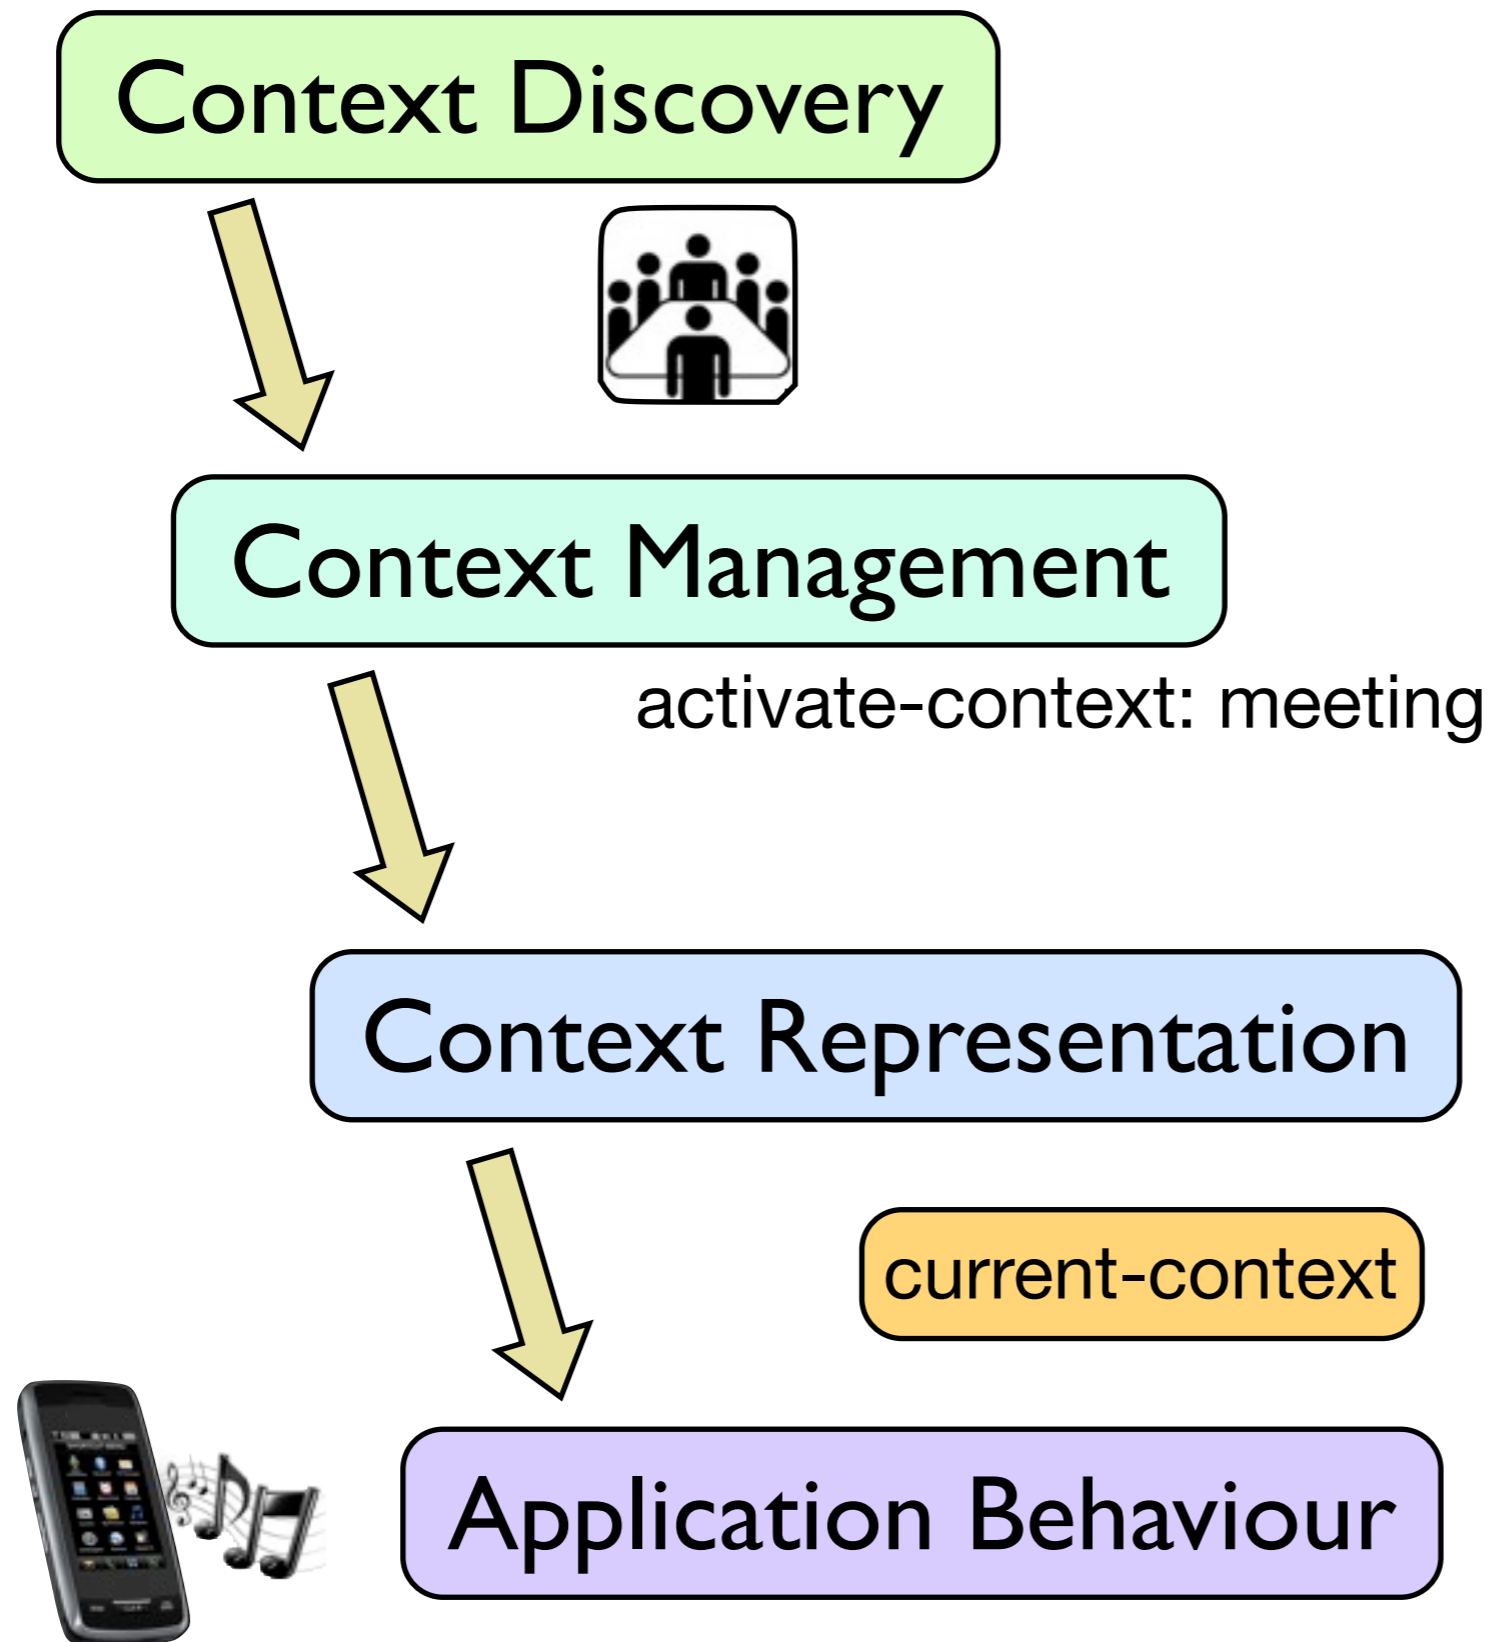 Context Discovery
Context Management
activate-context: meeting
Context Representation
current-context
Application Behaviour